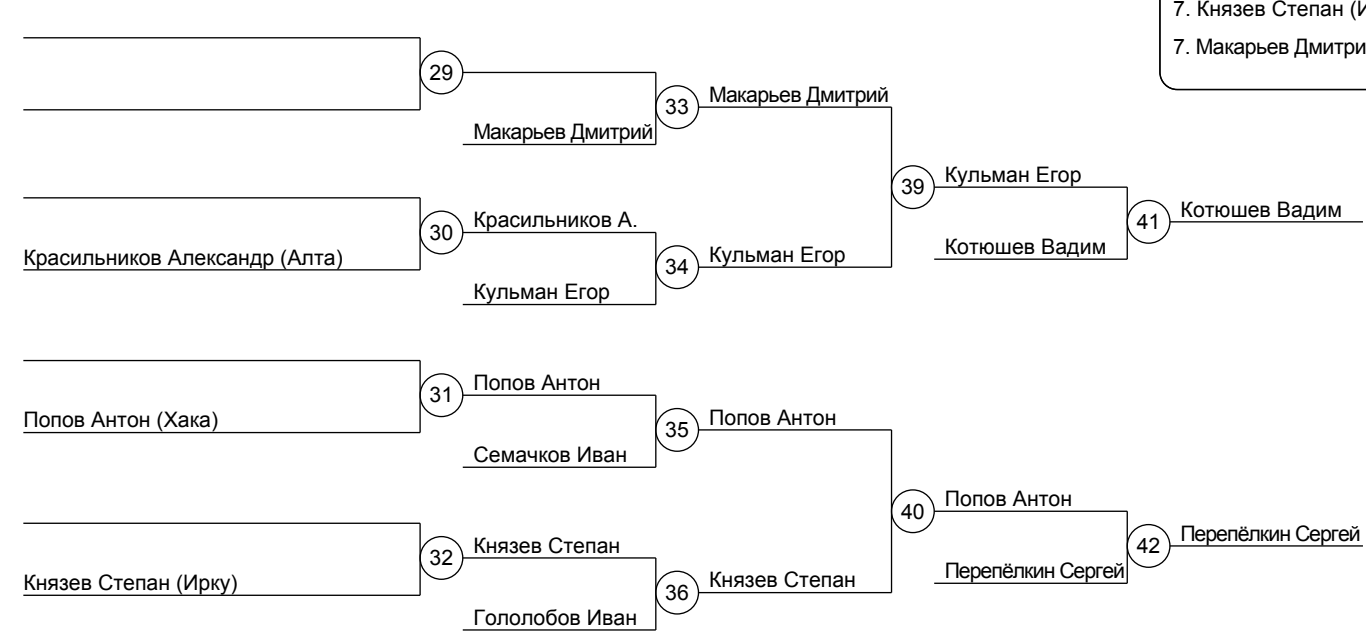 7. Князев Степан (И
7. Макарьев Дмитри
29
33
Макарьев Дмитрий
Макарьев Дмитрий
39
Кульман Егор
41
Котюшев Вадим
Котюшев Вадим
30
Красильников А.
Красильников Александр (Алта)
34
Кульман Егор
Кульман Егор
31
Попов Антон
Попов Антон (Хака)
35
Попов Антон
Семачков Иван
40
Попов Антон
42
Перепёлкин Сергей
Перепёлкин Сергей
32
Князев Степан
Князев Степан (Ирку)
36
Князев Степан
Гололобов Иван